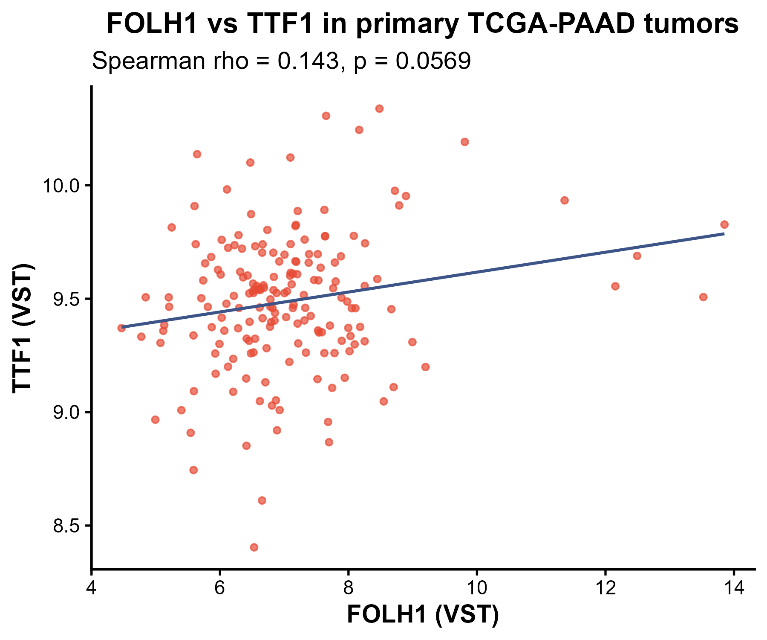 FOLH1 vs TTF1 in primary TCGA-PAAD tumors
Spearman rho = 0.143, p = 0.0569
TTF1 (VST)
10.0
9.5
9.0
8.5
4 6 8 10 12 14
FOLH1 (VST)